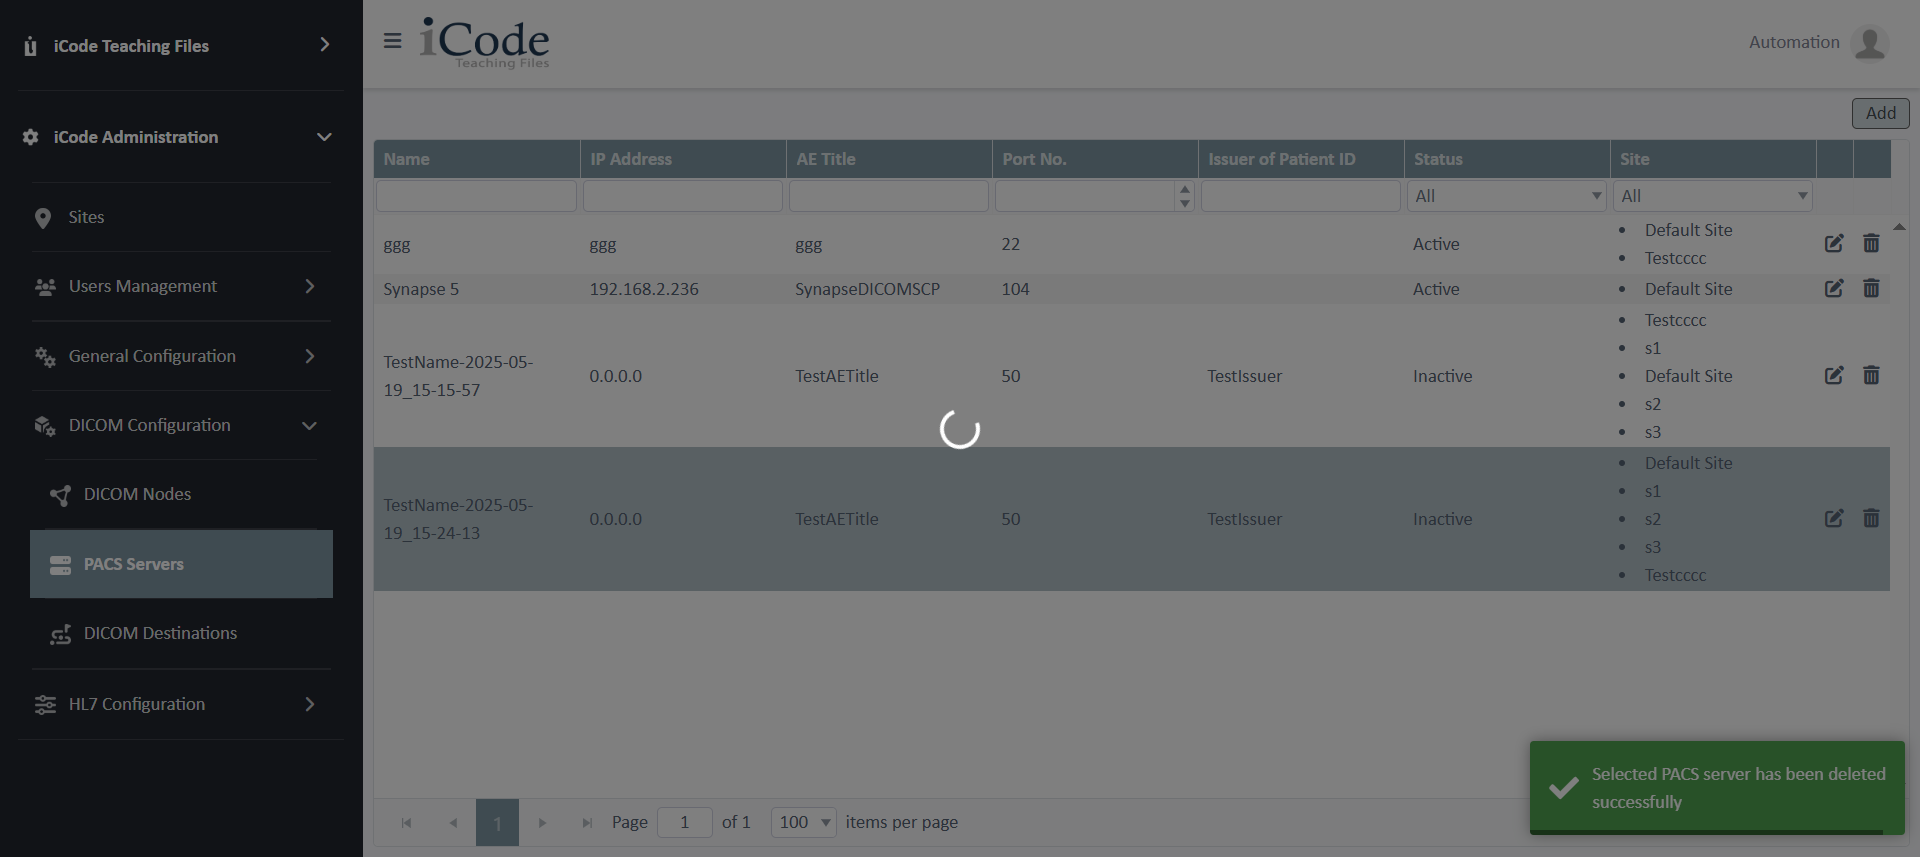 iCode Teaching Files
iCode Administration
Sites
Users Management
General Configuration
DICOM Configuration
DICOM Nodes
PACS Servers
DICOM Destinations
HL7 Configuration
iCode
Teaching Files
Automation
Add
Name IP Address AE Title Port No. Issuer of Patient ID Status Site
All All
ggg ggg ggg 22 Active
Default Site
Testcccc
Synapse 5 192.168.2.236 SynapseDICOMSCP 104 Active Default Site
TestName-2025-05-
19_15-15-57
0.0.0.0 TestAETitle 50 TestIssuer Inactive
Testcccc
s1
Default Site
s2
s3
TestName-2025-05-
19_15-24-13
0.0.0.0 TestAETitle 50 TestIssuer Inactive
Default Site
s1
s2
s3
Testcccc
1 Page 1 of 1 100 items per page
Selected PACS server has been deleted
successfully